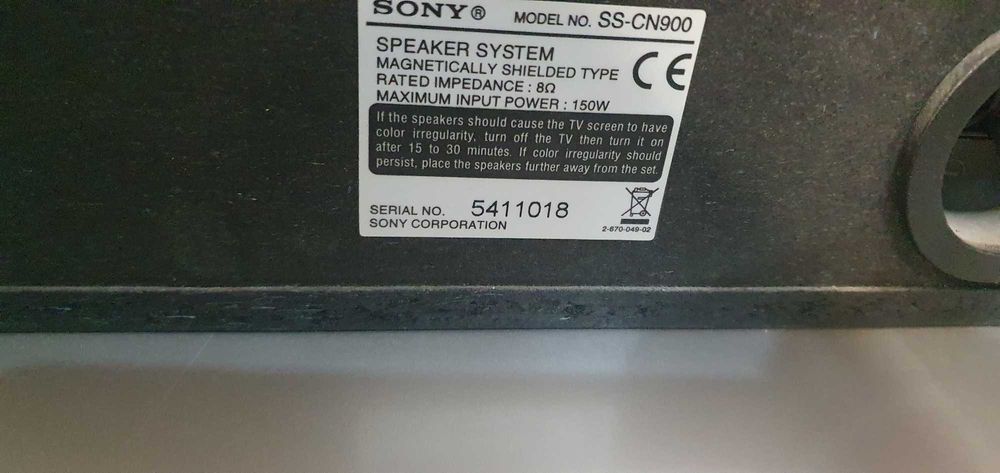 SONY® MODEL NO. SS-CN900
SPEAKER SYSTEM
MAGNETICALLY SHIELDED TYPE
RATED IMPEDANCE : 8Ω
MAXIMUM INPUT POWER : 150W
CE
If the speakers should cause the TV screen to have
color irregularity, turn off the TV then turn it on
after 15 to 30 minutes. If color irregularity should
persist, place the speakers further away from the set.
SERIAL NO. 5411018
SONY CORPORATION
2-670-049-02